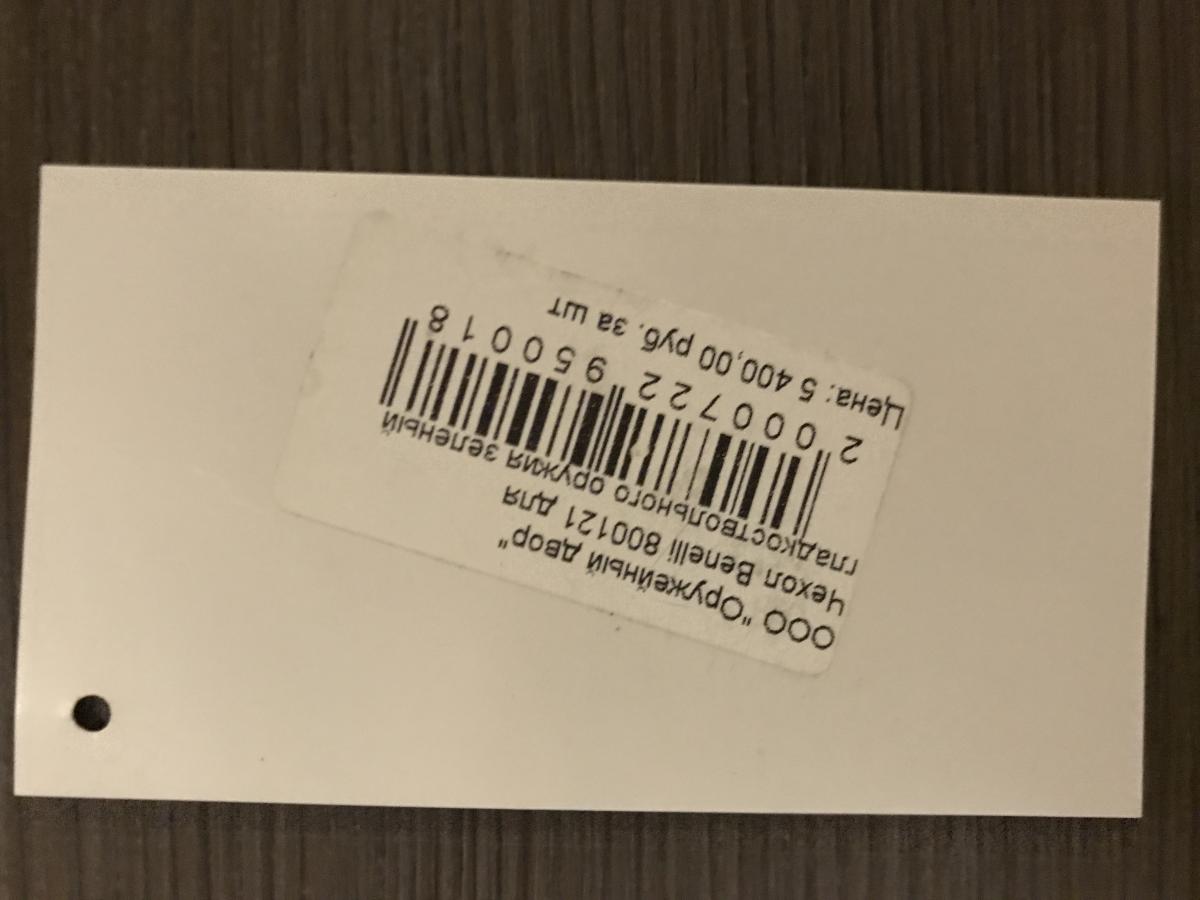 ООО "Оружейный двор"
Чехол Benelli 800121 для
гладкоствольного оружия зеленый
2 000722 950018
Цена: 5 400,00 руб. за шт